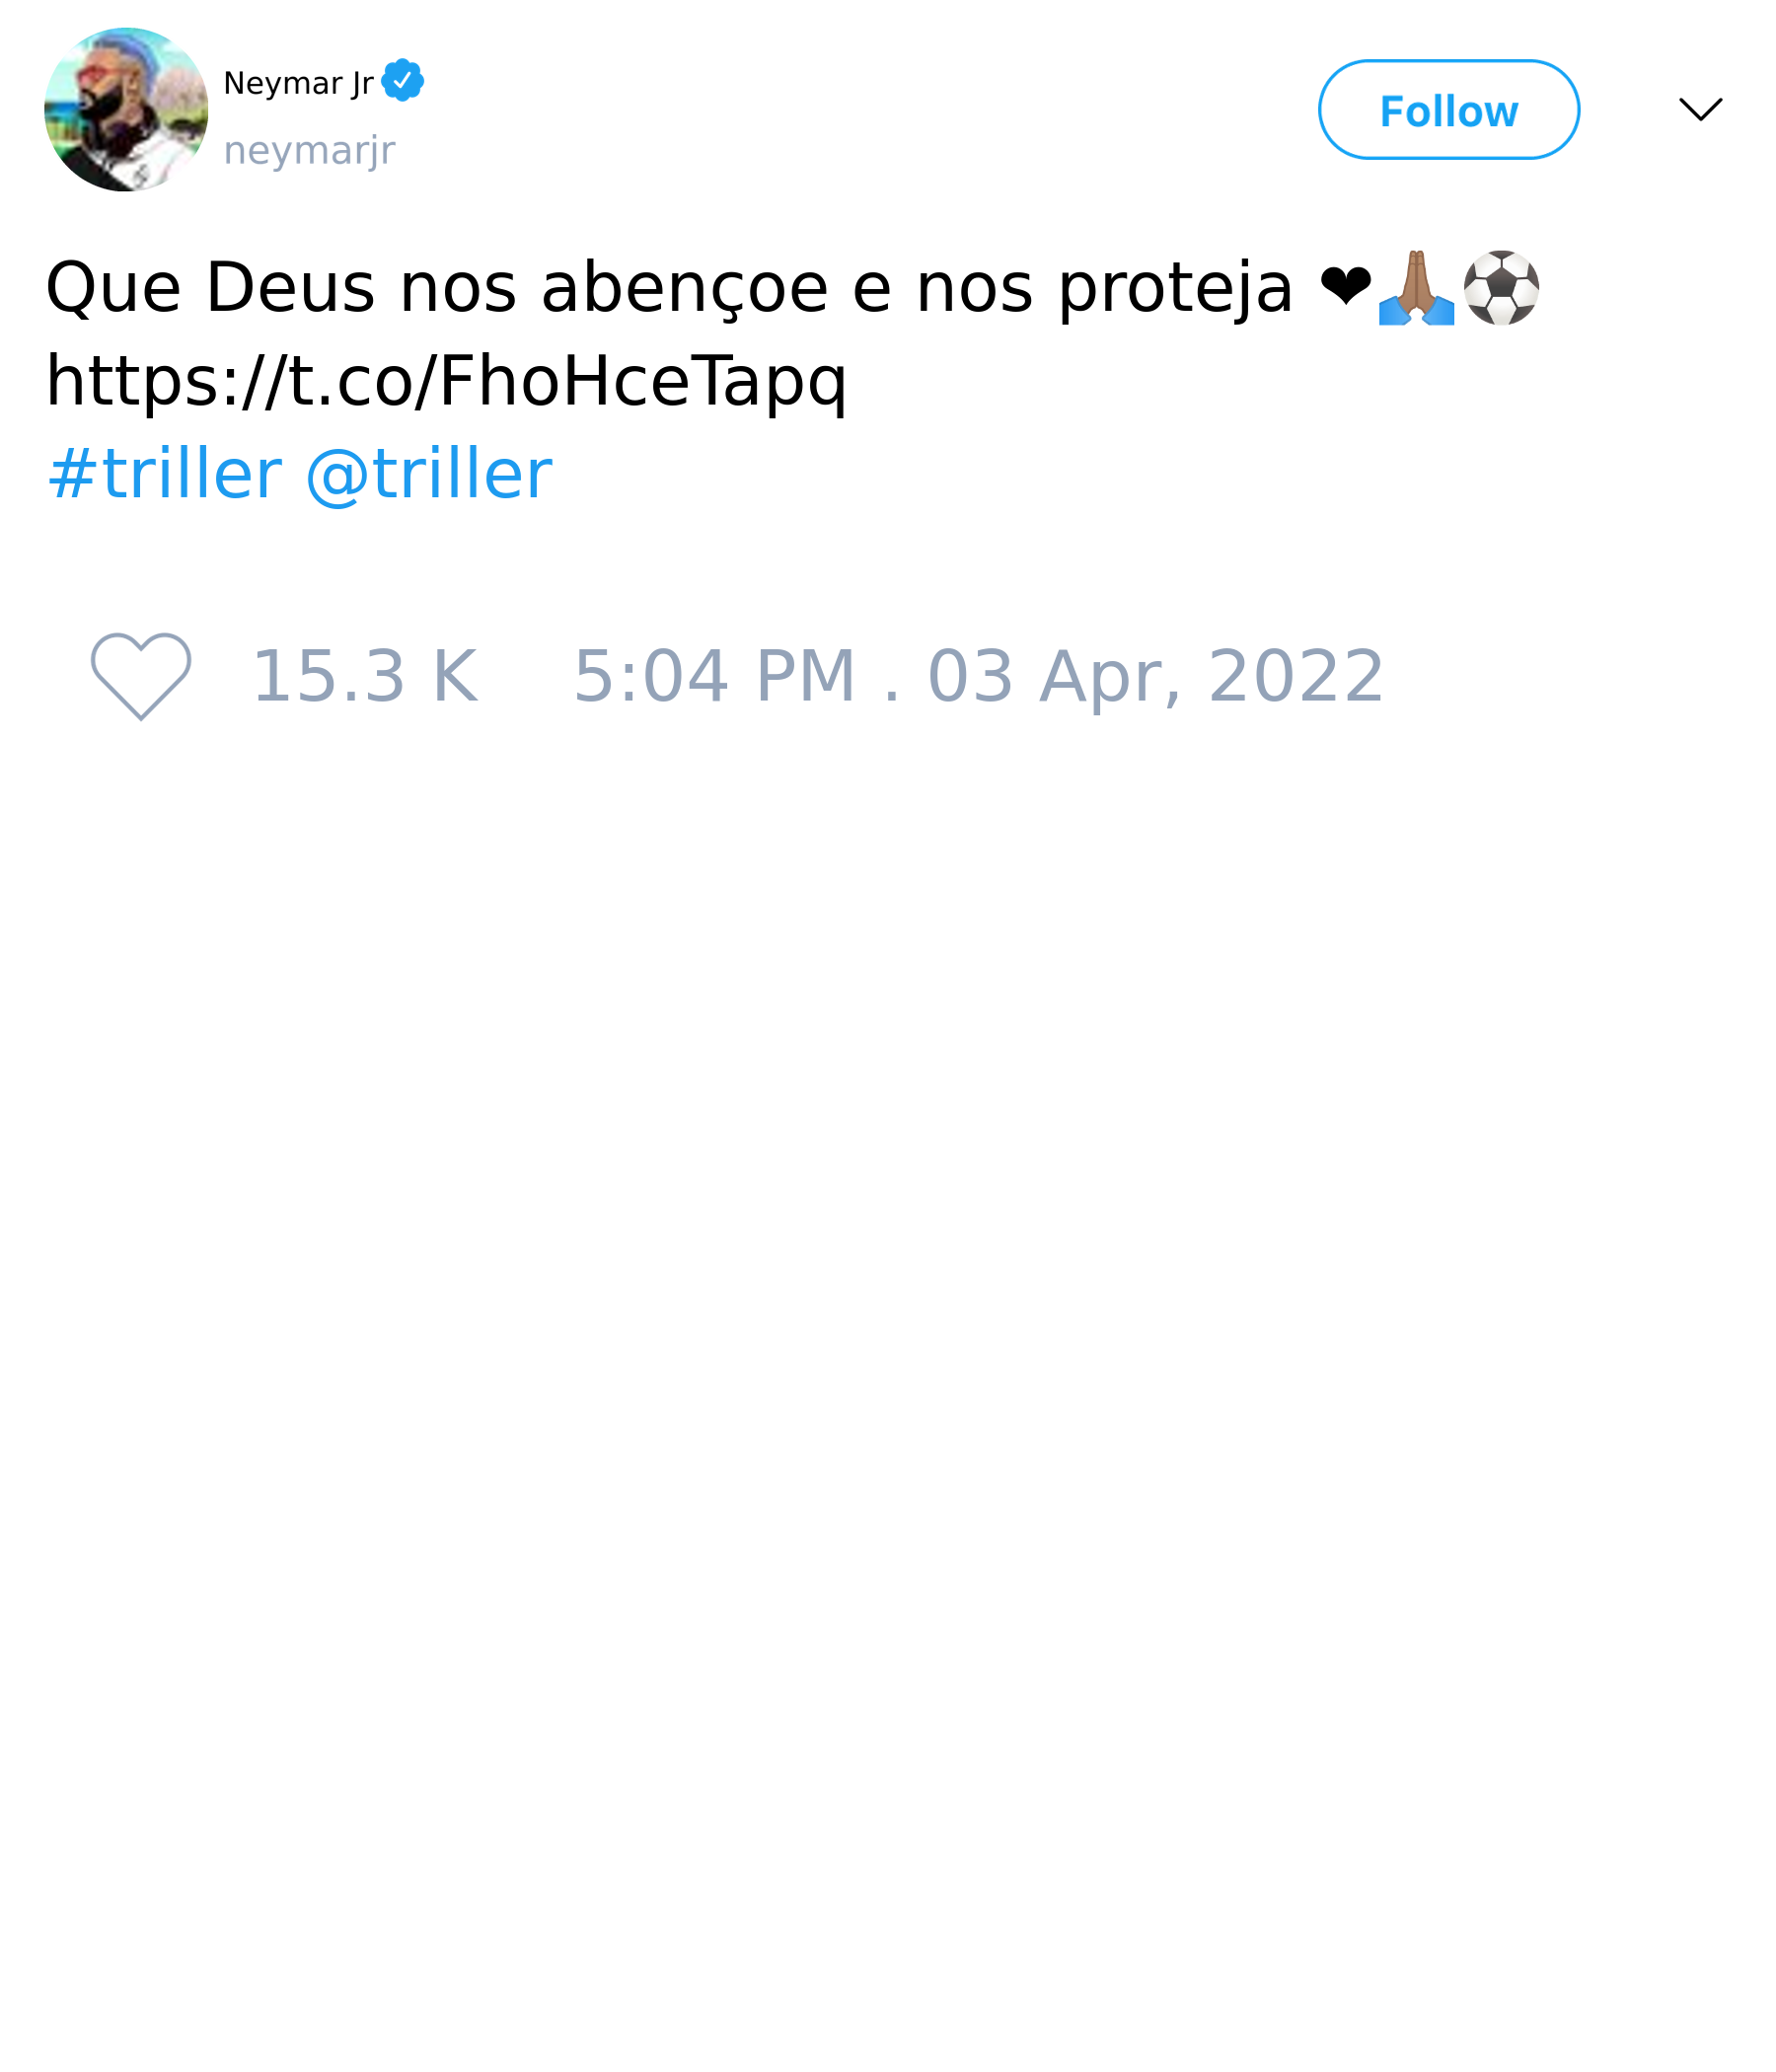 Neymar Jr
neymarjr
Follow
Que Deus nos abençoe e nos proteja ❤🙏🏽⚽
https://t.co/FhoHceTapq
#triller @triller
15.3 K 5:04 PM . 03 Apr, 2022